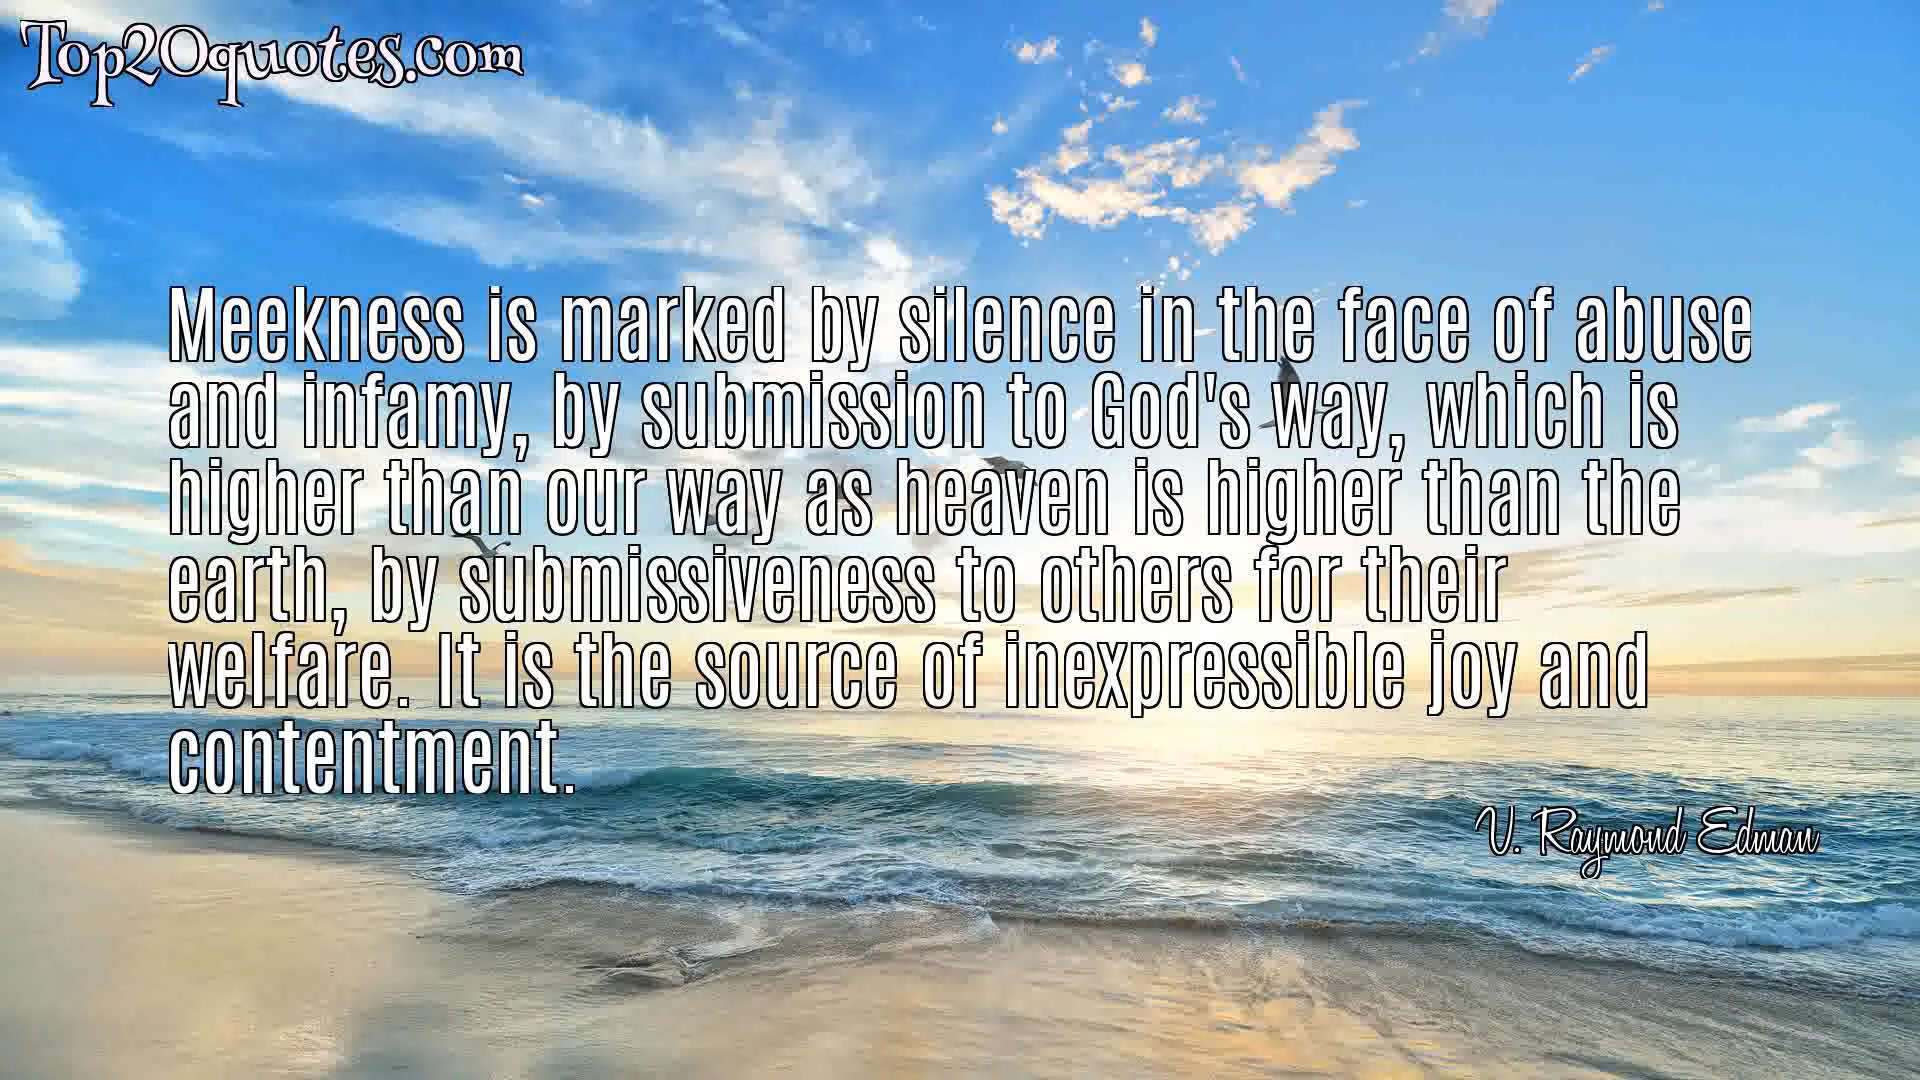 Top20quotes.com
Meekness is marked by silence in the face of abuse
and infamy, by submission to God's way, which is
higher than our way as heaven is higher than the
earth, by submissiveness to others for their
welfare. It is the source of inexpressible joy and
contentment.
V. Raymond Edman